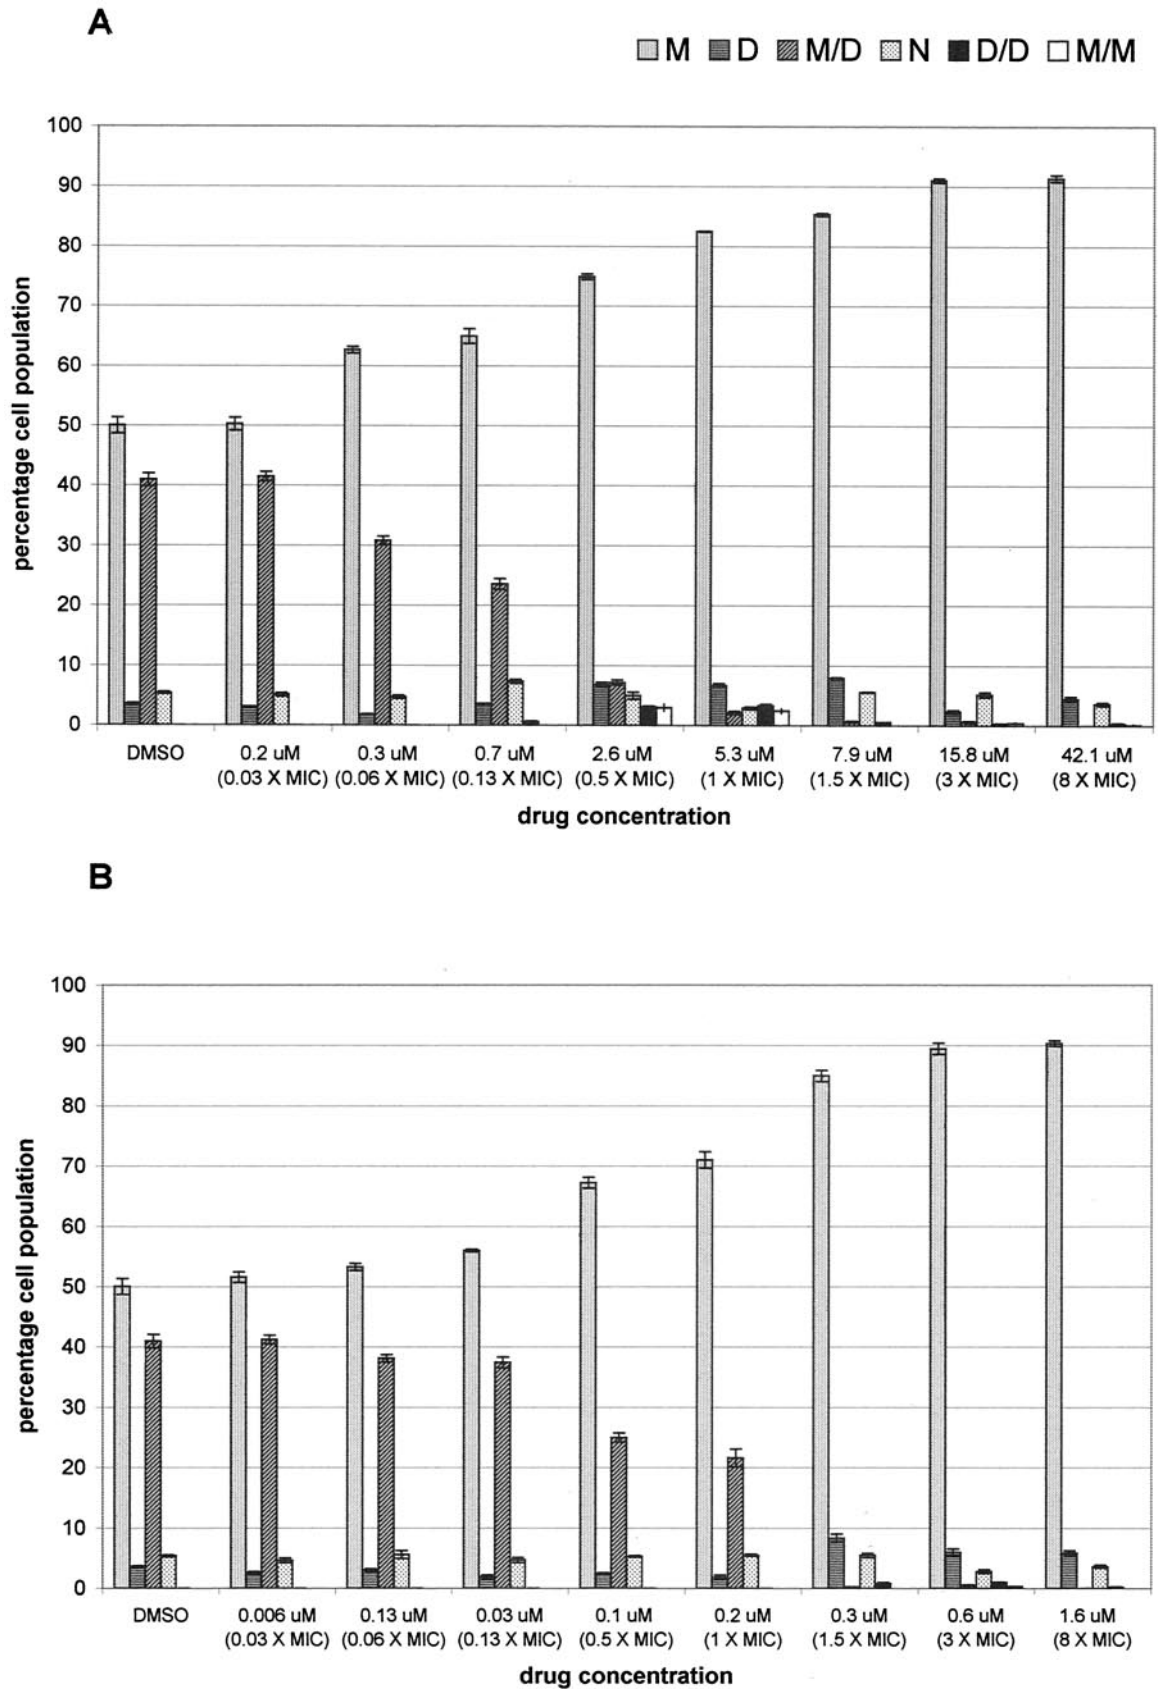 A
M D M/D N D/D M/M
100
90
80
70
60
50
40
30
20
10
0
percentage cell population
DMSO 0.2 uM 0.3 uM 0.7 uM 2.6 uM 5.3 uM 7.9 uM 15.8 uM 42.1 uM
(0.03 X MIC) (0.06 X MIC) (0.13 X MIC) (0.5 X MIC) (1 X MIC) (1.5 X MIC) (3 X MIC) (8 X MIC)
drug concentration
B
100
90
80
70
60
50
40
30
20
10
0
percentage cell population
DMSO 0.006 uM 0.13 uM 0.03 uM 0.1 uM 0.2 uM 0.3 uM 0.6 uM 1.6 uM
(0.03 X MIC) (0.06 X MIC) (0.13 X MIC) (0.5 X MIC) (1 X MIC) (1.5 X MIC) (3 X MIC) (8 X MIC)
drug concentration